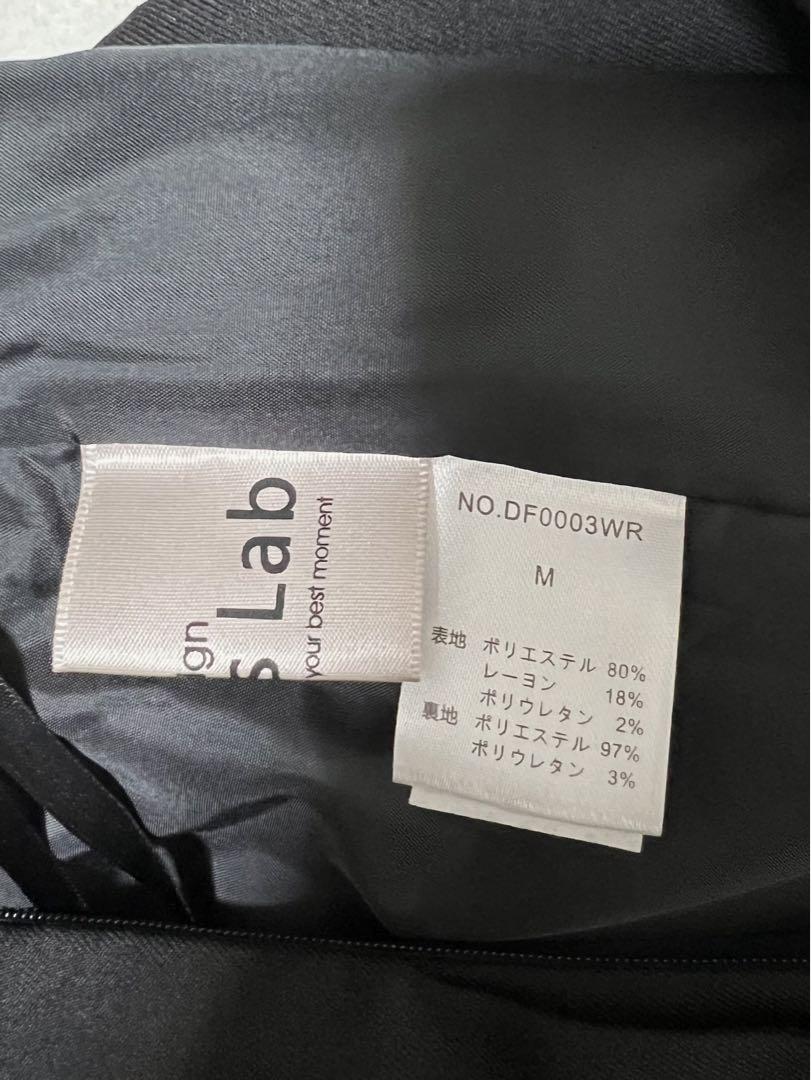 ign
s Lab
your best moment
NO.DF0003WR
M
表地 ポリエステル 80%
レーヨン 18%
ポリウレタン 2%
裏地 ポリエステル 97%
ポリウレタン 3%